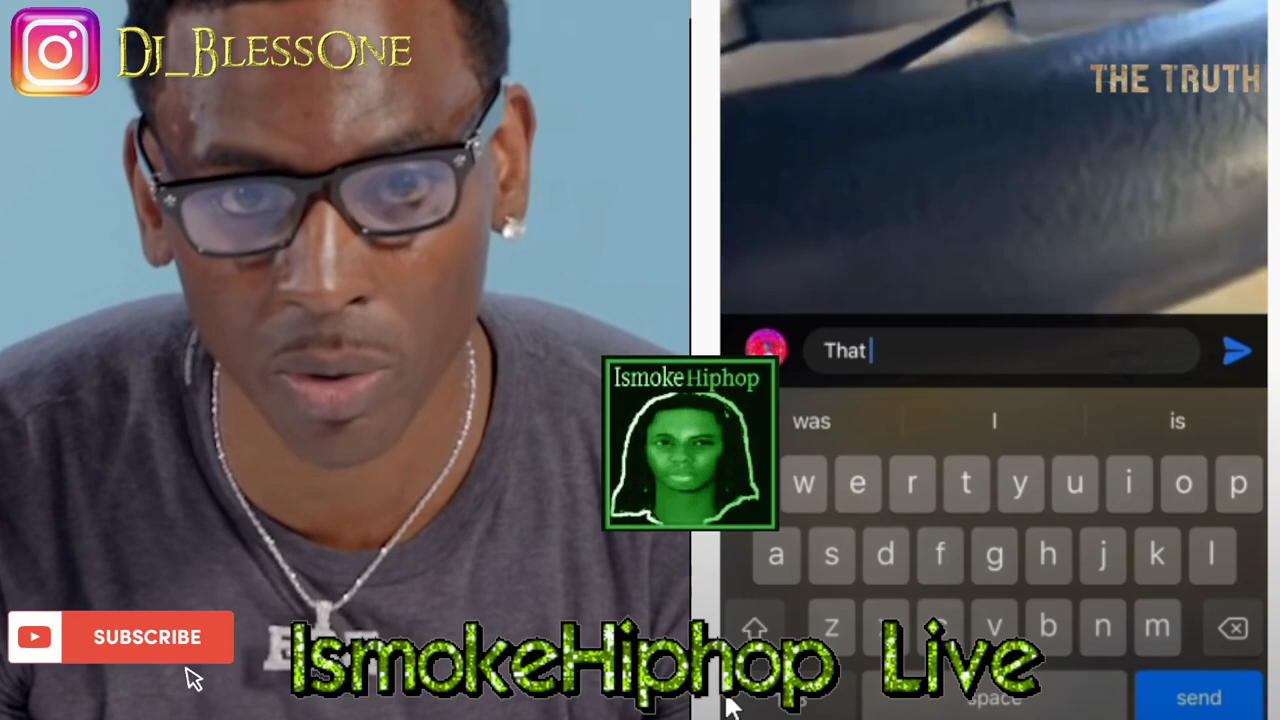 DJ_BLESSONE
THE TRUTH
That
IsmokeHiphop
was I is
w e r t y u i o p
a s d f g h j k l
z v b n m
SUBSCRIBE
IsmokeHiphop Live
space send